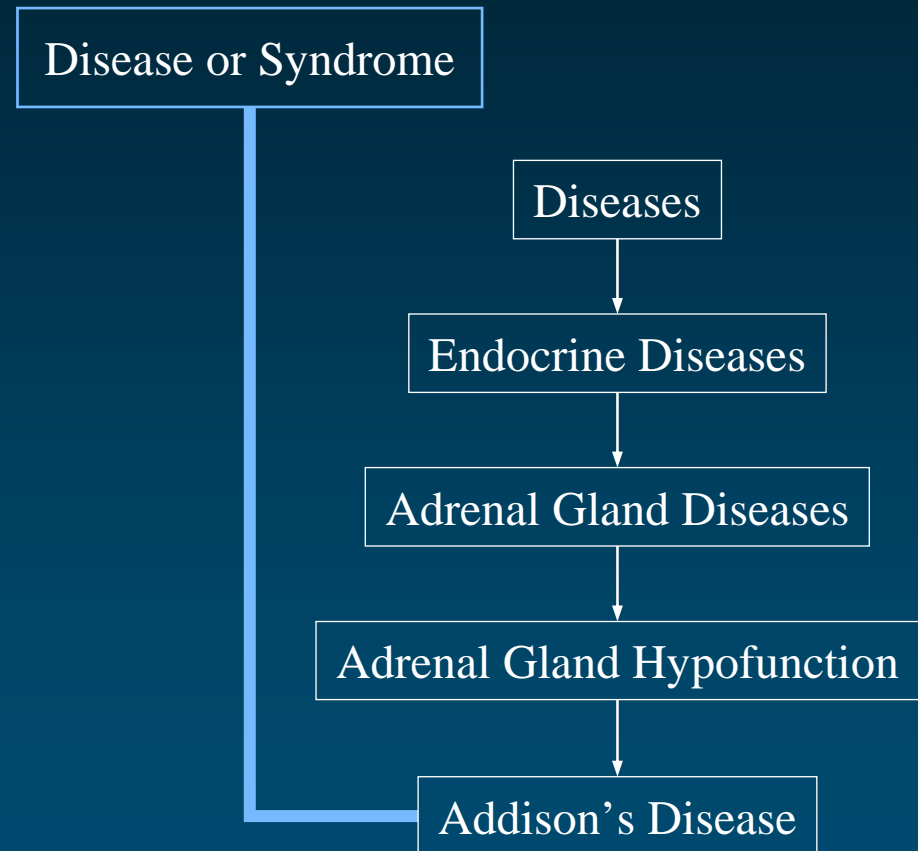 Disease or Syndrome
Diseases
Endocrine Diseases
Adrenal Gland Diseases
Adrenal Gland Hypofunction
Addison’s Disease